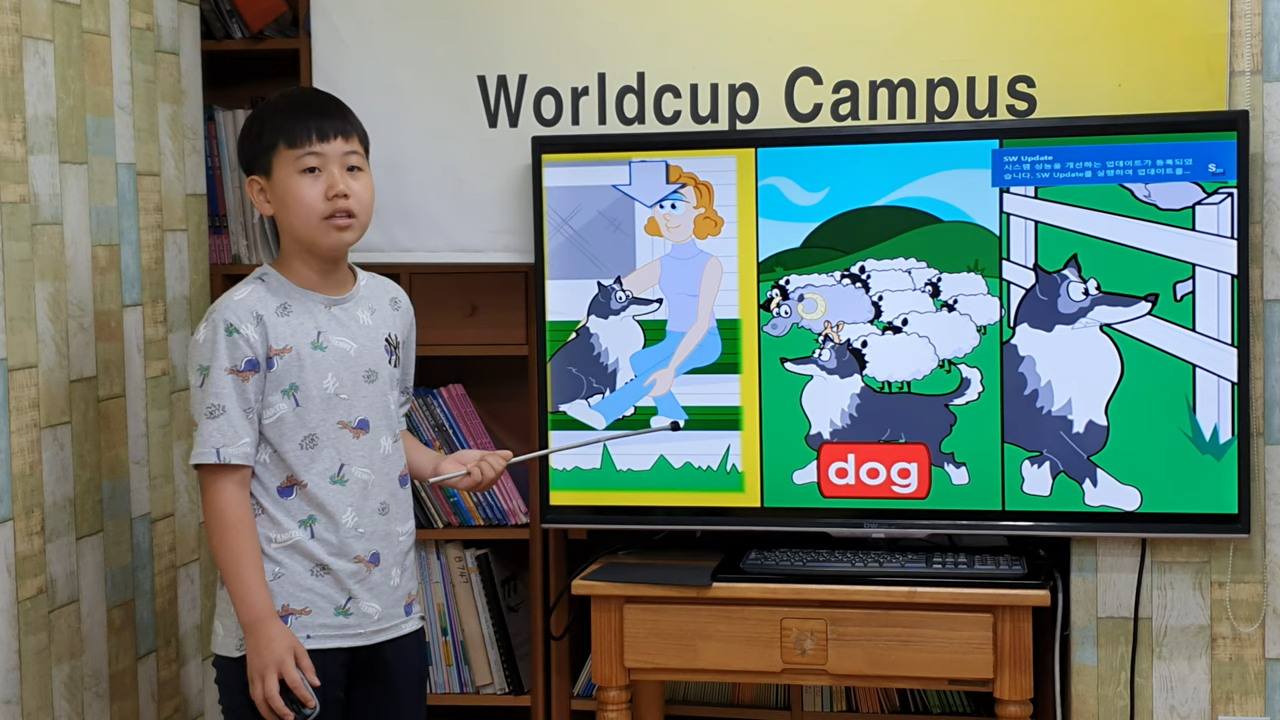 Worldcup Campus
SW Update
시스템 성능을 개선하는 업데이트가 등록되었
습니다. SW Update를 실행하여 업데이트를...
dog